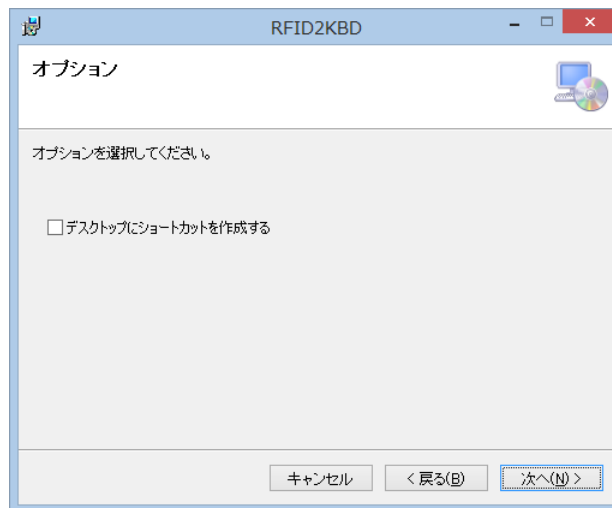 RFID2KBD
オプション
オプションを選択してください。
デスクトップにショートカットを作成する
キャンセル
< 戻る(B)
次へ(N) >